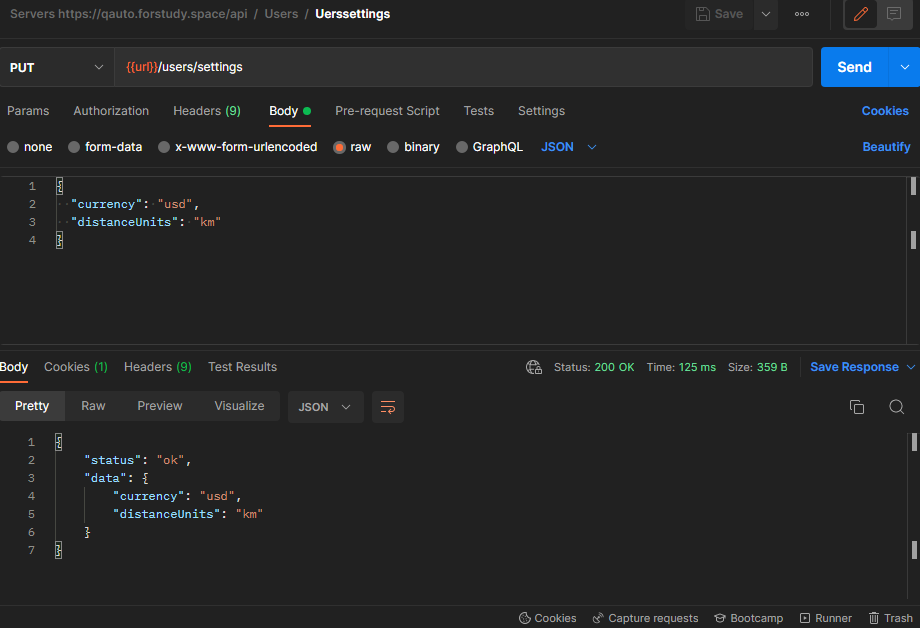 Servers https://qauto.forstudy.space/api / Users / Uerssettings
Save
PUT {{url}}/users/settings Send
Params Authorization Headers (9) Body Pre-request Script Tests Settings Cookies
none form-data x-www-form-urlencoded raw binary GraphQL JSON Beautify
1 {
2 "currency": "usd",
3 "distanceUnits": "km"
4 }
Body Cookies (1) Headers (9) Test Results Status: 200 OK Time: 125 ms Size: 359 B Save Response
Pretty Raw Preview Visualize JSON
1 {
2 "status": "ok",
3 "data": {
4 "currency": "usd",
5 "distanceUnits": "km"
6 }
7 }
Cookies Capture requests Bootcamp Runner Trash